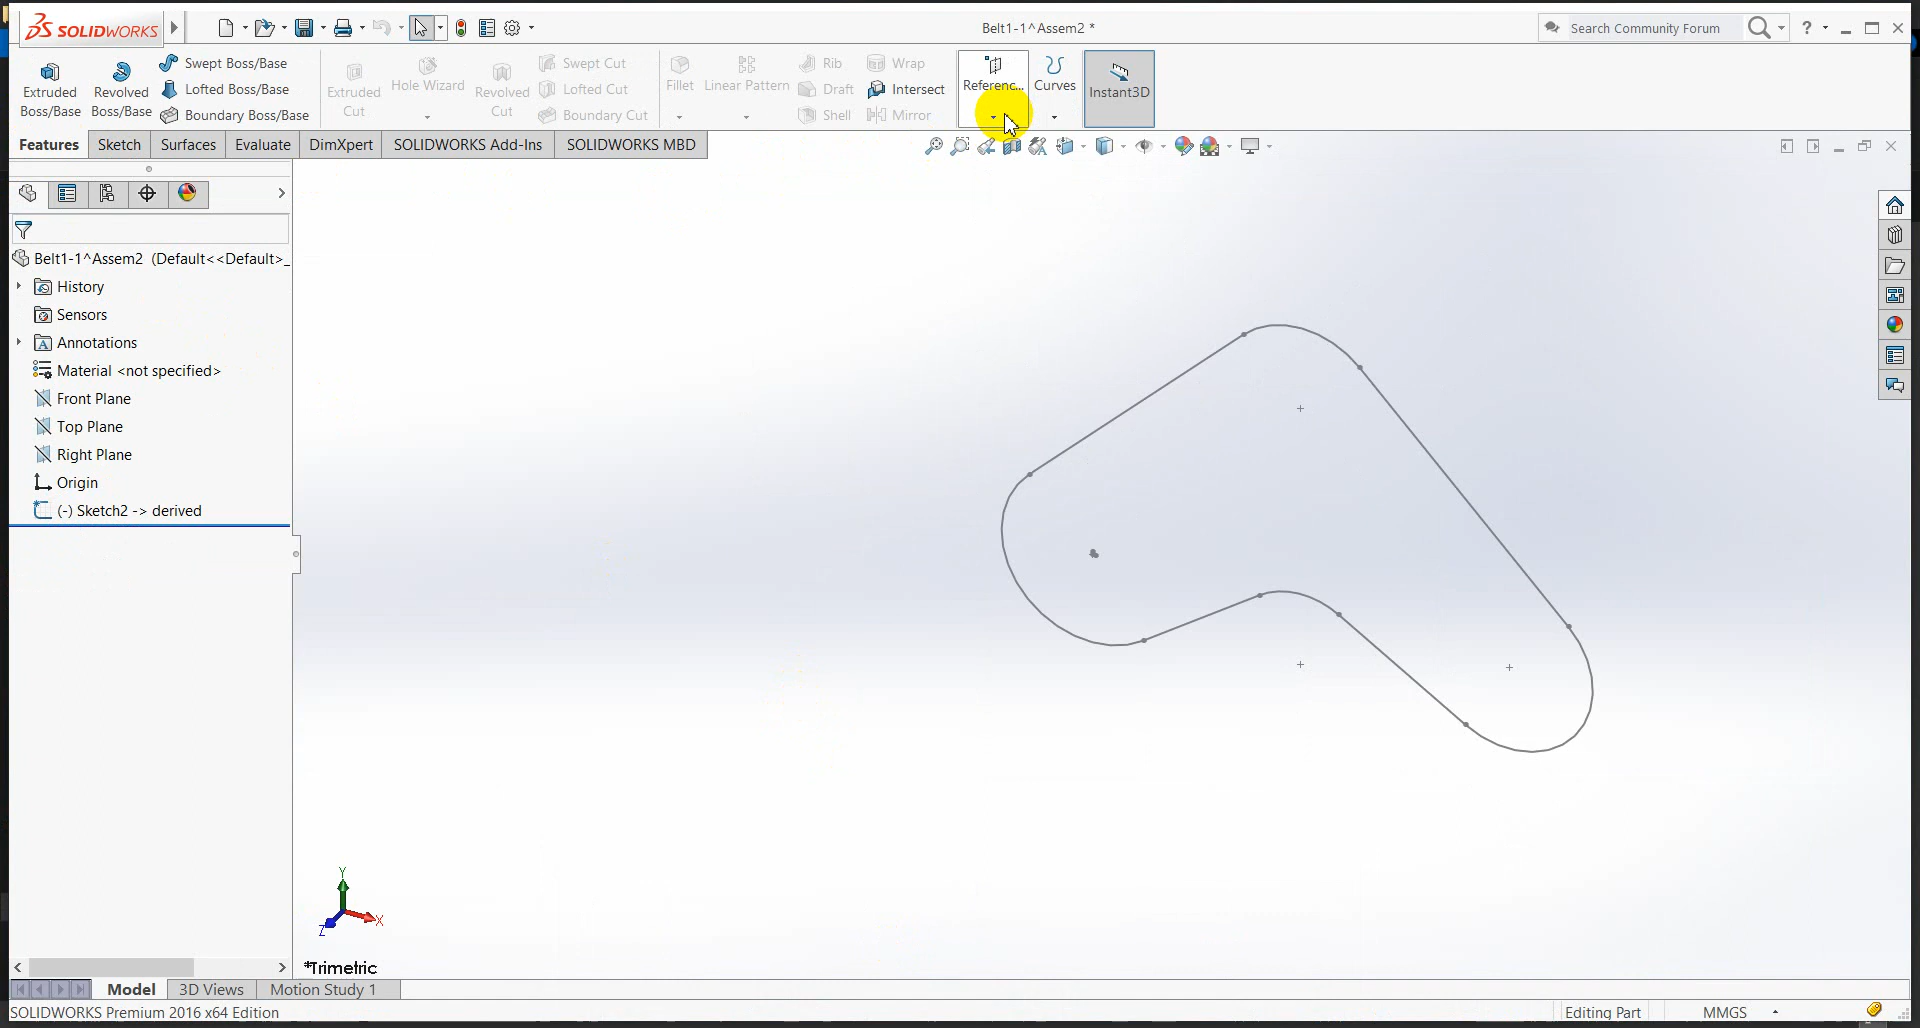 SOLIDWORKS
Belt1-1^Assem2 *
Search Community Forum
?
Extruded
Boss/Base
Revolved
Boss/Base
Swept Boss/Base
Lofted Boss/Base
Boundary Boss/Base
Extruded
Cut
Hole Wizard
Revolved
Cut
Swept Cut
Lofted Cut
Boundary Cut
Fillet
Linear Pattern
Rib
Draft
Shell
Wrap
Intersect
Mirror
Referenc...
Curves
Instant3D
Features
Sketch
Surfaces
Evaluate
DimXpert
SOLIDWORKS Add-Ins
SOLIDWORKS MBD
Belt1-1^Assem2 (Default<<Default>_
History
Sensors
Annotations
Material <not specified>
Front Plane
Top Plane
Right Plane
Origin
(-) Sketch2 -> derived
Y
X
Z
*Trimetric
Model
3D Views
Motion Study 1
SOLIDWORKS Premium 2016 x64 Edition
Editing Part
MMGS